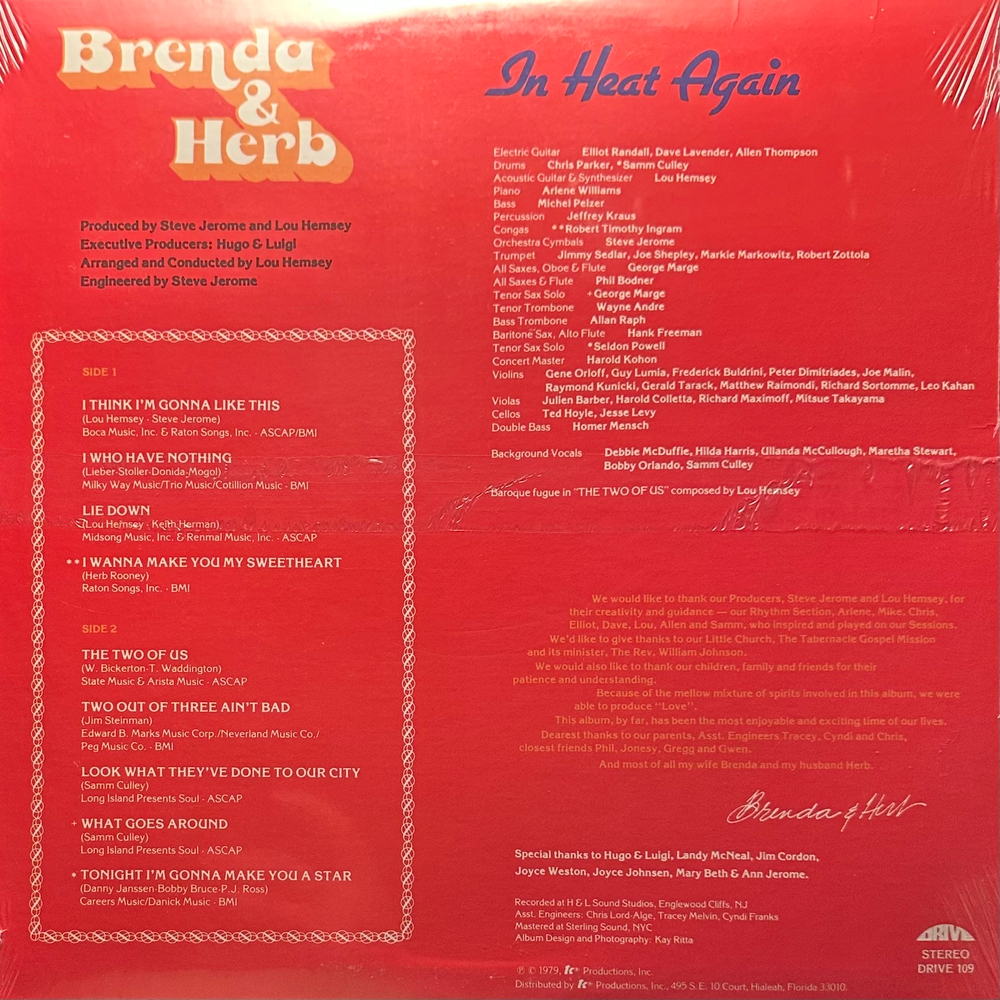 Brenda
&
Herb
In Heat Again
Produced by Steve Jerome and Lou Hemsey
Executive Producers: Hugo & Luigi
Arranged and Conducted by Lou Hemsey
Engineered by Steve Jerome
SIDE 1
I THINK I'M GONNA LIKE THIS
(Lou Hemsey - Steve Jerome)
Boca Music, Inc. & Raton Songs, Inc. - ASCAP/BMI
I WHO HAVE NOTHING
(Lieber-Stoller-Donida-Mogol)
Milky Way Music/Trio Music/Cotillion Music - BMI
LIE DOWN
(Lou Hemsey - Keith Herman)
Midsong Music, Inc. & Renmal Music, Inc. - ASCAP
**I WANNA MAKE YOU MY SWEETHEART
(Herb Rooney)
Raton Songs, Inc. - BMI
SIDE 2
THE TWO OF US
(W. Bickerton-T. Waddington)
State Music & Arista Music - ASCAP
TWO OUT OF THREE AIN'T BAD
(Jim Steinman)
Edward B. Marks Music Corp./Neverland Music Co./
Peg Music Co. - BMI
LOOK WHAT THEY'VE DONE TO OUR CITY
(Samm Culley)
Long Island Presents Soul - ASCAP
+ WHAT GOES AROUND
(Samm Culley)
Long Island Presents Soul - ASCAP
* TONIGHT I'M GONNA MAKE YOU A STAR
(Danny Janssen-Bobby Bruce-P.J. Ross)
Careers Music/Danick Music - BMI
Electric Guitar Elliot Randall, Dave Lavender, Allen Thompson
Drums Chris Parker, *Samm Culley
Acoustic Guitar & Synthesizer Lou Hemsey
Piano Arlene Williams
Bass Michel Pelzer
Percussion Jeffrey Kraus
Congas **Robert Timothy Ingram
Orchestra Cymbals Steve Jerome
Trumpet Jimmy Sedlar, Joe Shepley, Markie Markowitz, Robert Zottola
All Saxes, Oboe & Flute George Marge
All Saxes & Flute Phil Bodner
Tenor Sax Solo +George Marge
Tenor Trombone Wayne Andre
Bass Trombone Allan Raph
Baritone Sax, Alto Flute Hank Freeman
Tenor Sax Solo *Seldon Powell
Concert Master Harold Kohon
Violins Gene Orloff, Guy Lumia, Frederick Buldrini, Peter Dimitriades, Joe Malin,
Raymond Kunicki, Gerald Tarack, Matthew Raimondi, Richard Sortomme, Leo Kahan
Violas Julien Barber, Harold Colletta, Richard Maximoff, Mitsue Takayama
Cellos Ted Hoyle, Jesse Levy
Double Bass Homer Mensch
Background Vocals Debbie McDuffie, Hilda Harris, Ullanda McCullough, Maretha Stewart,
Bobby Orlando, Samm Culley
Baroque fugue in "THE TWO OF US" composed by Lou Hemsey
We would like to thank our Producers, Steve Jerome and Lou Hemsey, for
their creativity and guidance — our Rhythm Section, Arlene, Mike, Chris,
Elliot, Dave, Lou, Allen and Samm, who inspired and played on our Sessions.
We'd like to give thanks to our Little Church, The Tabernacle Gospel Mission
and its minister, The Rev. William Johnson.
We would also like to thank our children, family and friends for their
patience and understanding.
Because of the mellow mixture of spirits involved in this album, we were
able to produce "Love".
This album, by far, has been the most enjoyable and exciting time of our lives.
Dearest thanks to our parents, Asst. Engineers Tracey, Cyndi and Chris,
closest friends Phil, Jonesy, Gregg and Gwen.
And most of all my wife Brenda and my husband Herb.
Brenda & Herb
Special thanks to Hugo & Luigi, Landy McNeal, Jim Cordon,
Joyce Weston, Joyce Johnsen, Mary Beth & Ann Jerome.
Recorded at H & L Sound Studios, Englewood Cliffs, NJ
Asst. Engineers: Chris Lord-Alge, Tracey Melvin, Cyndi Franks
Mastered at Sterling Sound, NYC
Album Design and Photography: Kay Ritta
℗ © 1979, TK® Productions, Inc.
Distributed by TK® Productions, Inc., 495 S.E. 10 Court, Hialeah, Florida 33010.
DRIVE
STEREO
DRIVE 109